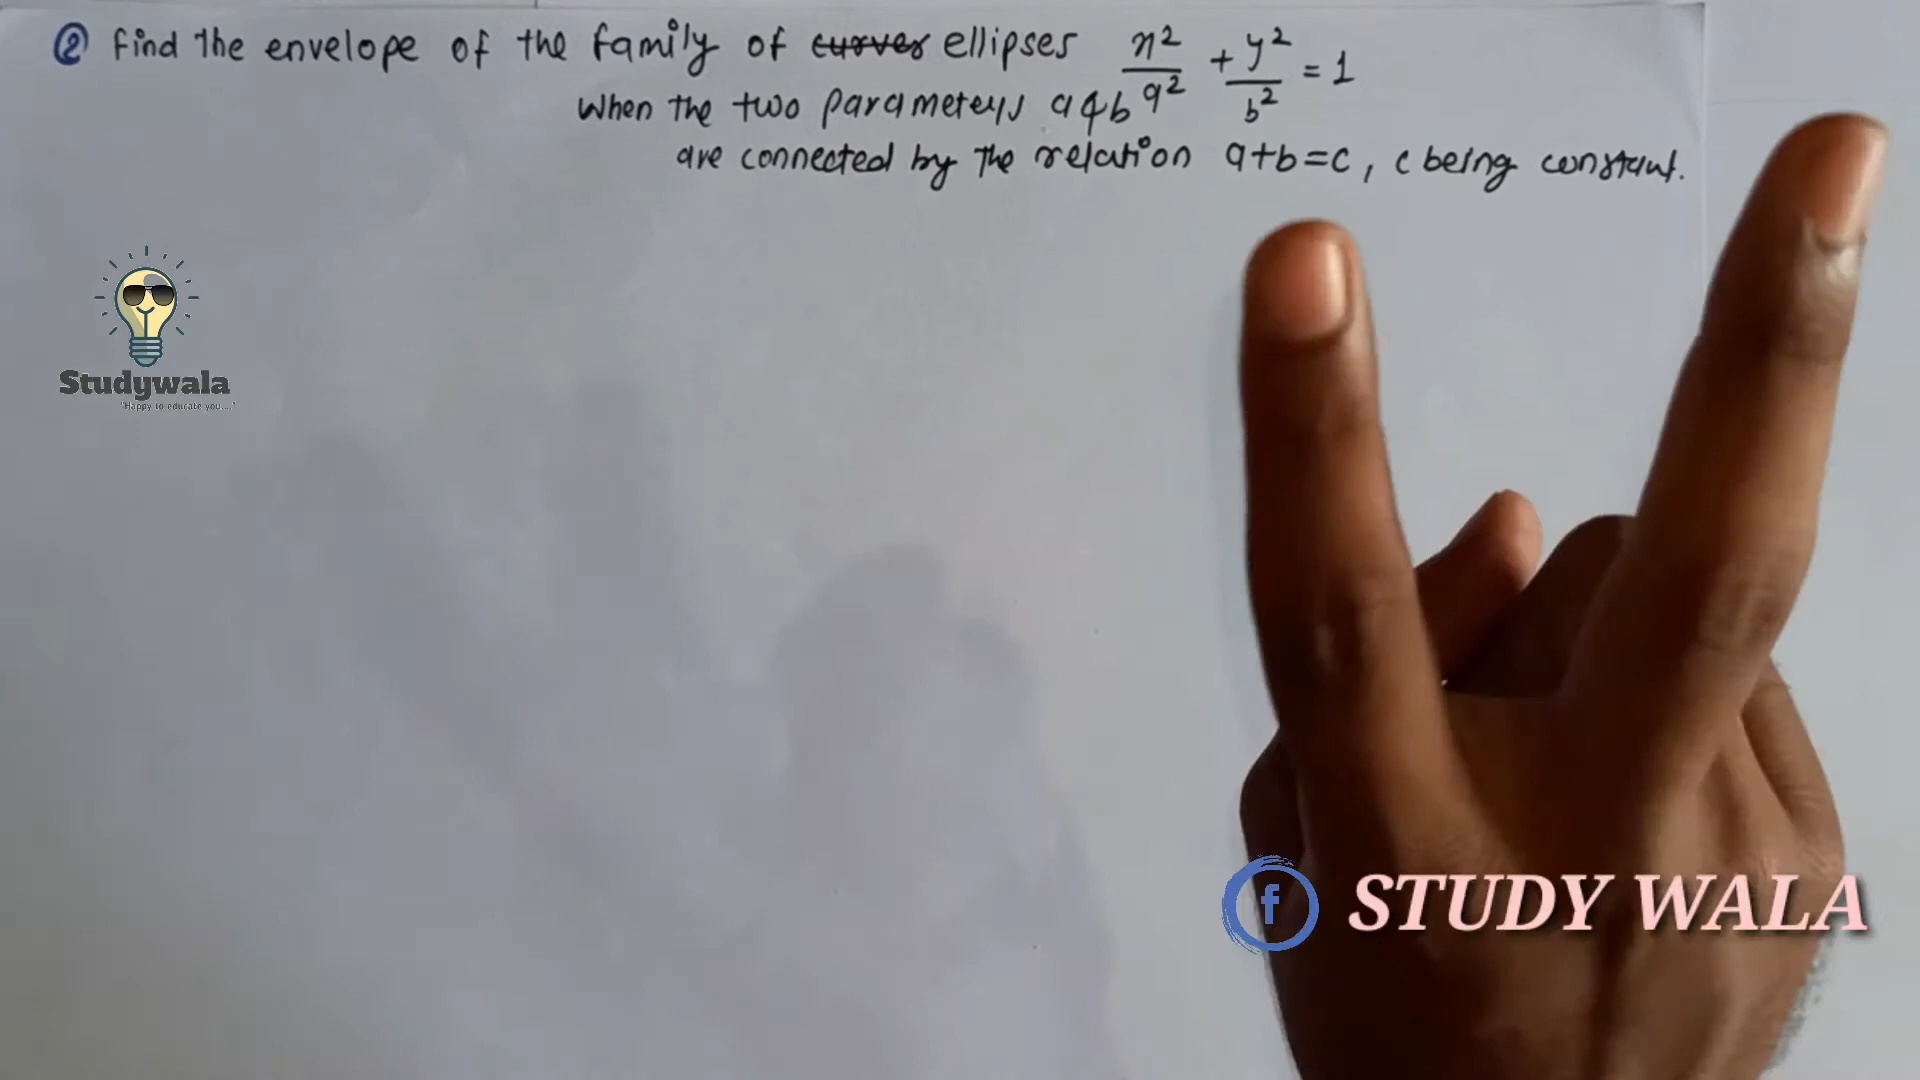 ② find the envelope of the family of curves ellipses x²/a² + y²/b² = 1
when the two parameters a & b
are connected by the relation a+b=c, c being constant.
Studywala
"Happy to educate you...."
f STUDY WALA